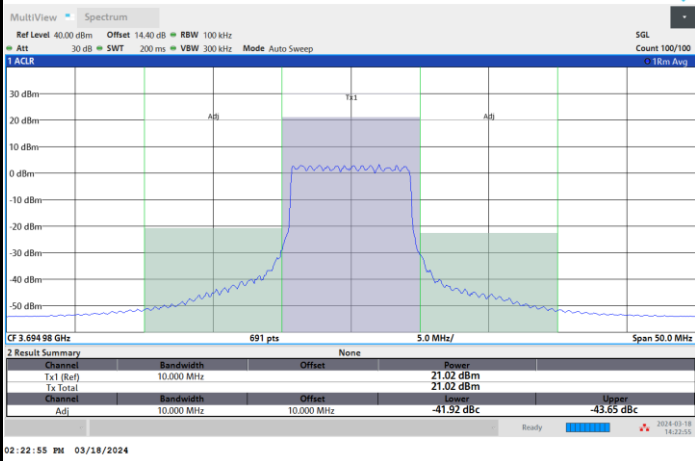 MultiView Spectrum
Ref Level 40.00 dBm Offset 14.40 dB RBW 100 kHz SGL
Att 30 dB SWT 200 ms VBW 300 kHz Mode Auto Sweep Count 100/100
1 ACLR 1Rm Avg
30 dBm
Tx1
20 dBm
Adj Adj
10 dBm
0 dBm
-10 dBm
-20 dBm
-30 dBm
-40 dBm
-50 dBm
CF 3.694 98 GHz 691 pts 5.0 MHz/ Span 50.0 MHz
2 Result Summary None
Channel Bandwidth Offset Power
Tx1 (Ref) 10.000 MHz 21.02 dBm
Tx Total 21.02 dBm
Channel Bandwidth Offset Lower Upper
Adj 10.000 MHz 10.000 MHz -41.92 dBc -43.65 dBc
Ready 2024-03-18
14:22:55
02:22:55 PM 03/18/2024